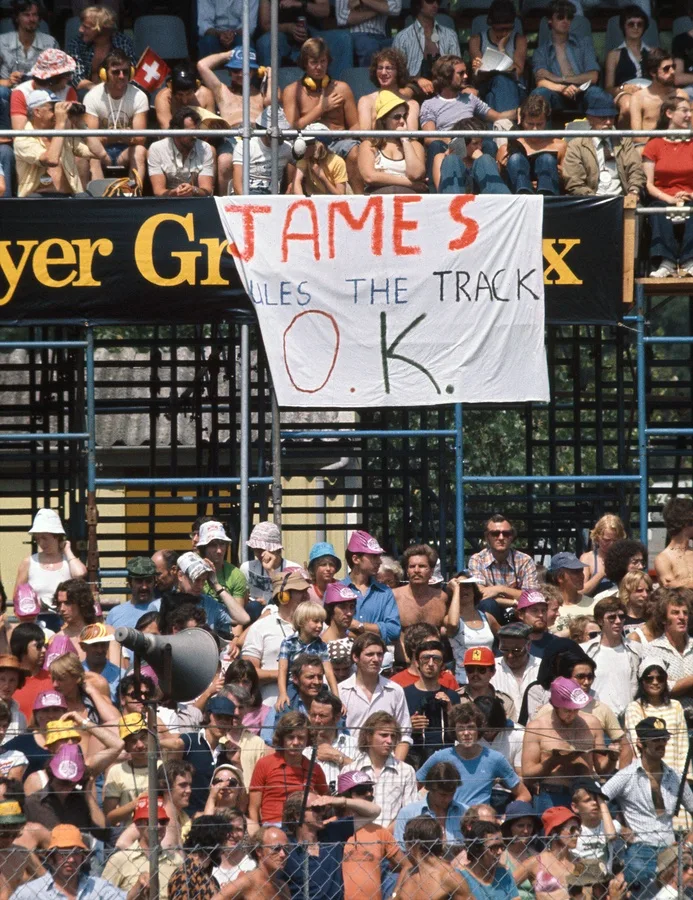 yer Gr
x
JAMES
ULES THE TRACK
O.K.